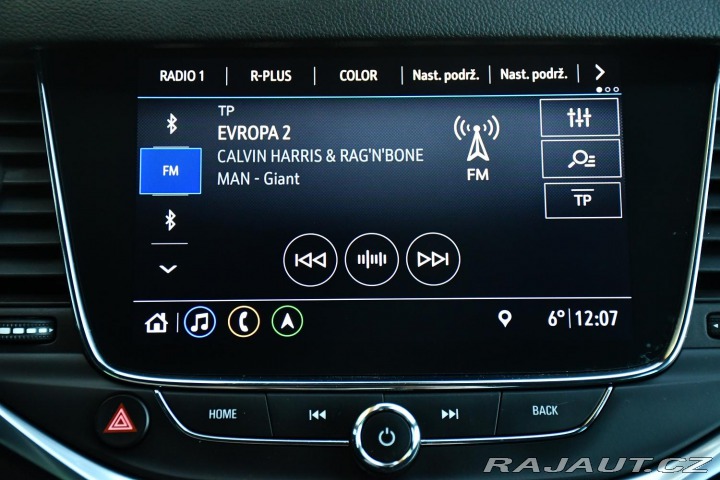 RADIO 1 | R-PLUS | COLOR | Nast. podrž. | Nast. podrž.
TP
EVROPA 2
CALVIN HARRIS & RAG'N'BONE
MAN - Giant
FM
FM
TP
6° 12:07
HOME
BACK
RAJAUT.CZ